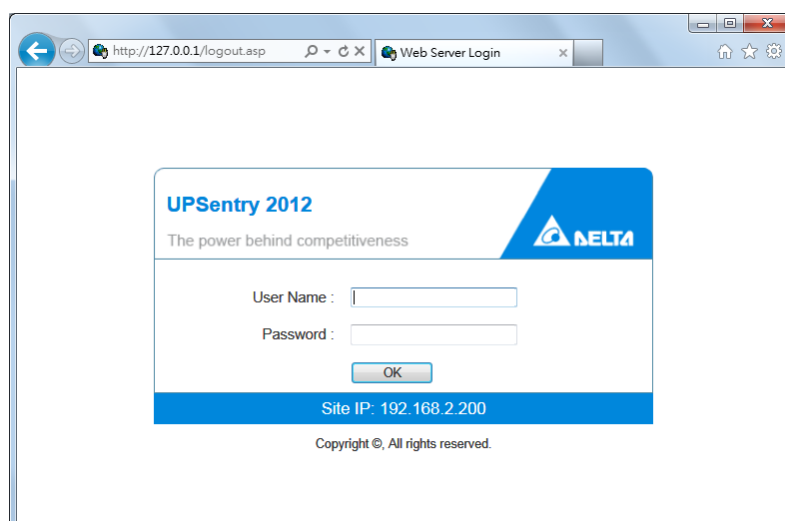 http://127.0.0.1/logout.asp
Web Server Login
UPSentry 2012
The power behind competitiveness
DELTA
User Name :
Password :
OK
Site IP: 192.168.2.200
Copyright ©, All rights reserved.